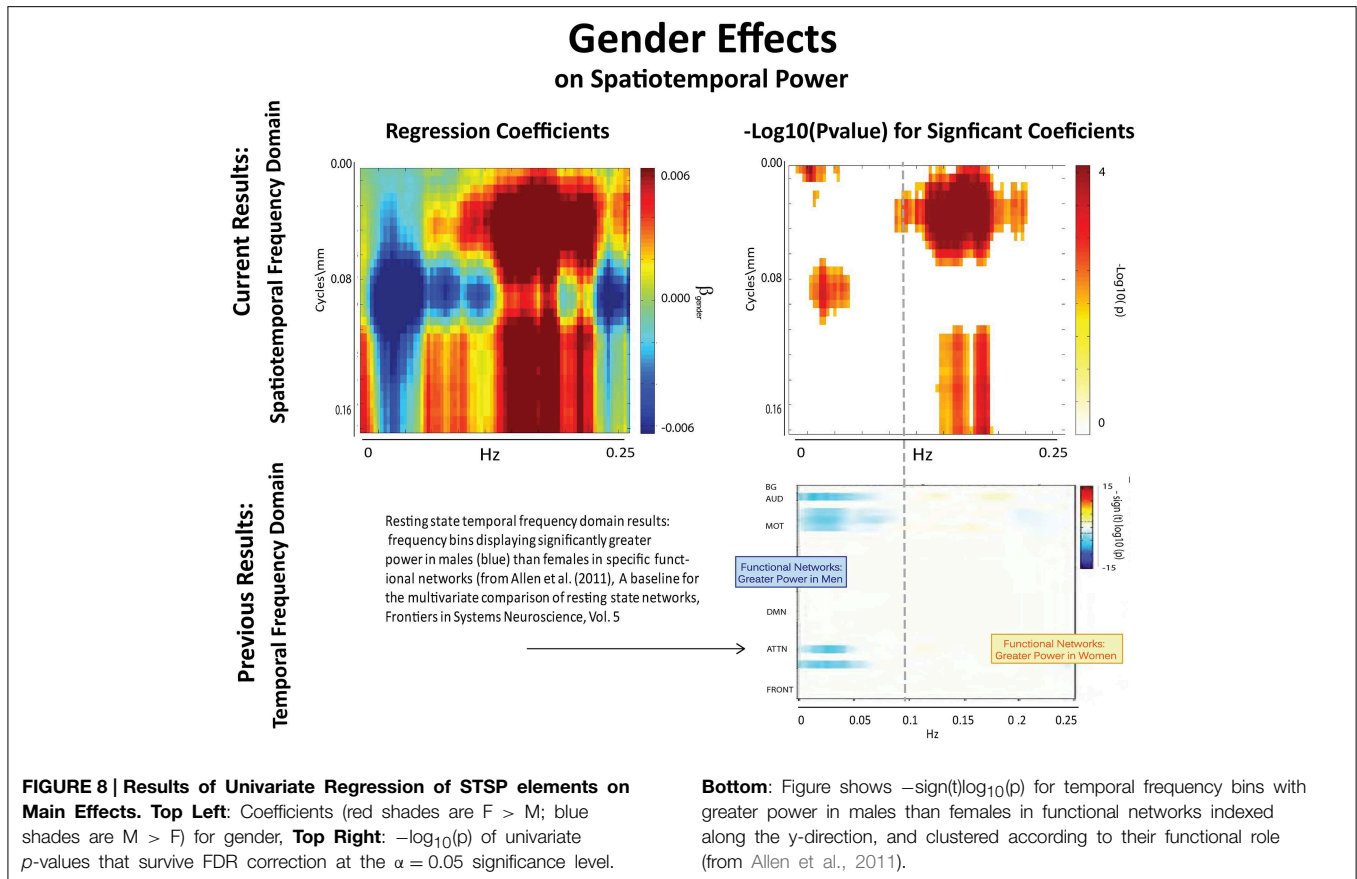 Gender Effects
on Spatiotemporal Power
Current Results:
Spatiotemporal Frequency Domain
Regression Coefficients
0.00
0.08
0.16
Cycles\mm
0
Hz
0.25
0.006
0.000
-0.006
βgender
-Log10(Pvalue) for Signficant Coeficients
0.00
0.08
0.16
Cycles\mm
0
Hz
0.25
4
0
-Log10(p)
Previous Results:
Temporal Frequency Domain
Resting state temporal frequency domain results:
frequency bins displaying significantly greater
power in males (blue) than females in specific funct-
ional networks (from Allen et al. (2011), A baseline for
the multivariate comparison of resting state networks,
Frontiers in Systems Neuroscience, Vol. 5
BG
AUD
MOT
DMN
ATTN
FRONT
Functional Networks:
Greater Power in Men
Functional Networks:
Greater Power in Women
0 0.05 0.1 0.15 0 .2 0.25
Hz
15
-15
- sign (t) log10 (p)
FIGURE 8 | Results of Univariate Regression of STSP elements on
Main Effects. Top Left: Coefficients (red shades are F > M; blue
shades are M > F) for gender, Top Right: −log10(p) of univariate
p-values that survive FDR correction at the α = 0.05 significance level.
Bottom: Figure shows −sign(t)log10(p) for temporal frequency bins with
greater power in males than females in functional networks indexed
along the y-direction, and clustered according to their functional role
(from Allen et al., 2011).